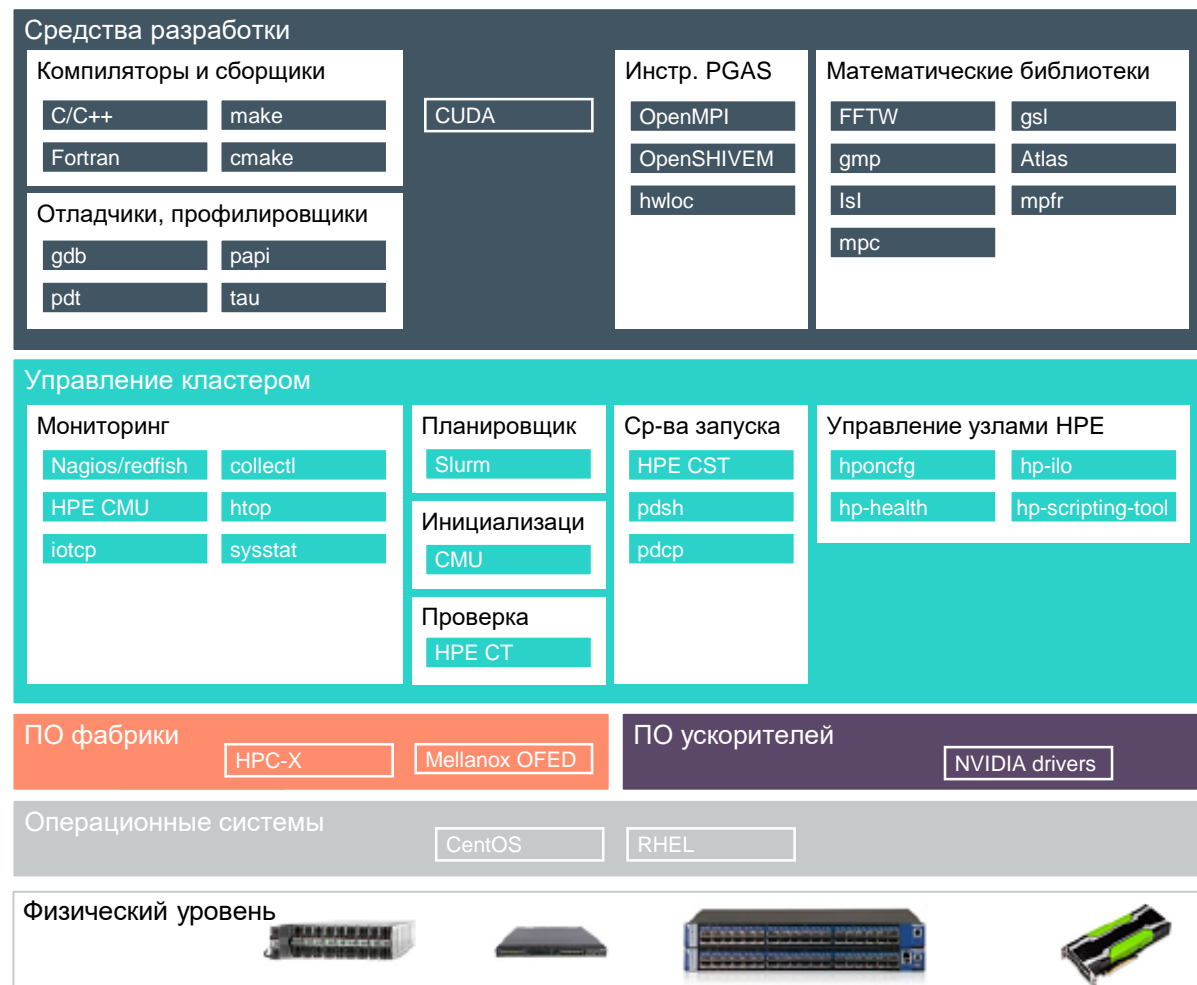 Средства разработки
Компиляторы и сборщики
C/C++
make
Fortran
cmake
Отладчики, профилировщики
gdb
papi
pdt
tau
CUDA
Инстр. PGAS
OpenMPI
OpenSHIVEM
hwloc
Математические библиотеки
FFTW
gsl
gmp
Atlas
lsl
mpfr
mpc
Управление кластером
Мониторинг
Nagios/redfish
collectl
HPE CMU
htop
iotcp
sysstat
Планировщик
Slurm
Инициализаци
CMU
Проверка
HPE CT
Ср-ва запуска
HPE CST
pdsh
pdcp
Управление узлами HPE
hponcfg
hp-ilo
hp-health
hp-scripting-tool
ПО фабрики
HPC-X
Mellanox OFED
ПО ускорителей
NVIDIA drivers
Операционные системы
CentOS
RHEL
Физический уровень